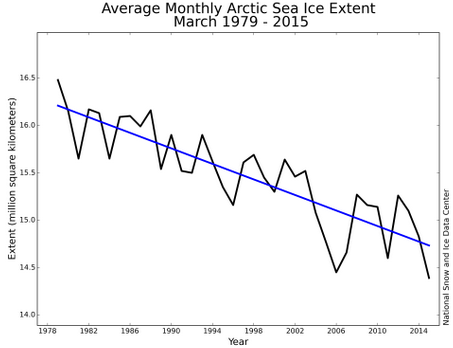 Average Monthly Arctic Sea Ice Extent
March 1979 - 2015
Extent (million square kilometers)
16.5
16.0
15.5
15.0
14.5
14.0
1978 1982 1986 1990 1994 1998 2002 2006 2010 2014
Year
National Snow and Ice Data Center